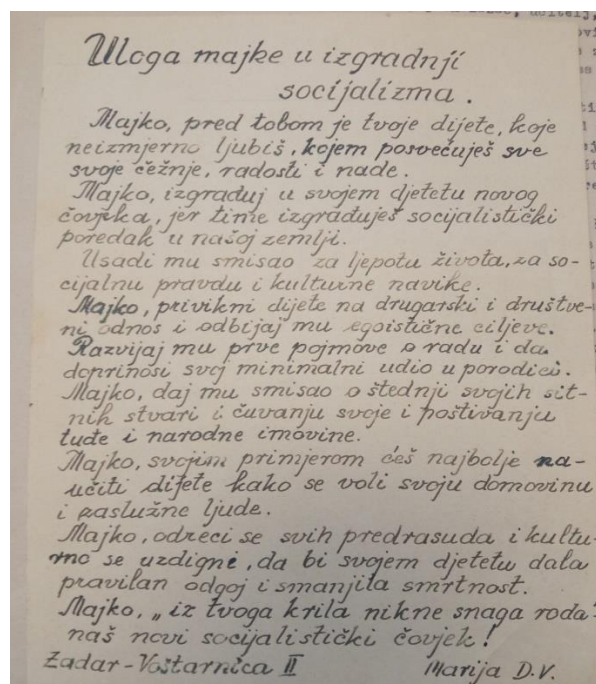 Uloga majke u izgradnji
socijalizma.
Majko, pred tobom je tvoje dijete, koje
neizmjerno ljubiš, kojem posvećuješ sve
svoje čežnje, radosti i nade.
Majko, izgrađuj u svojem djetetu novog
čovjeka, jer time izgrađuješ socijalistički
poredak u našoj zemlji.
Usadi mu smisao za ljepotu života, za so-
cijalnu pravdu i kulturne navike.
Majko, privikni dijete na drugarski i društve-
ni odnos i odbijaj mu egoistične ciljeve.
Razvijaj mu prve pojmove o radu i da
doprinosi svoj minimalni udio u porodici.
Majko, daj mu smisao o štednji svojih sit-
nih stvari i čuvanju svoje i poštivanju
tuđe i narodne imovine.
Majko, svojim primjerom ćeš najbolje na-
učiti dijete kako se voli svoju domovinu
i zaslužne ljude.
Majko, odreci se svih predrasuda i kultu-
rno se uzdigni, da bi svojem djetetu dala
pravilan odgoj i smanjila smrtnost.
Majko, „iz tvoga krila nikne snaga roda"
naš novi socijalistički čovjek!
Zadar-Voštarnica II Marija D.V.